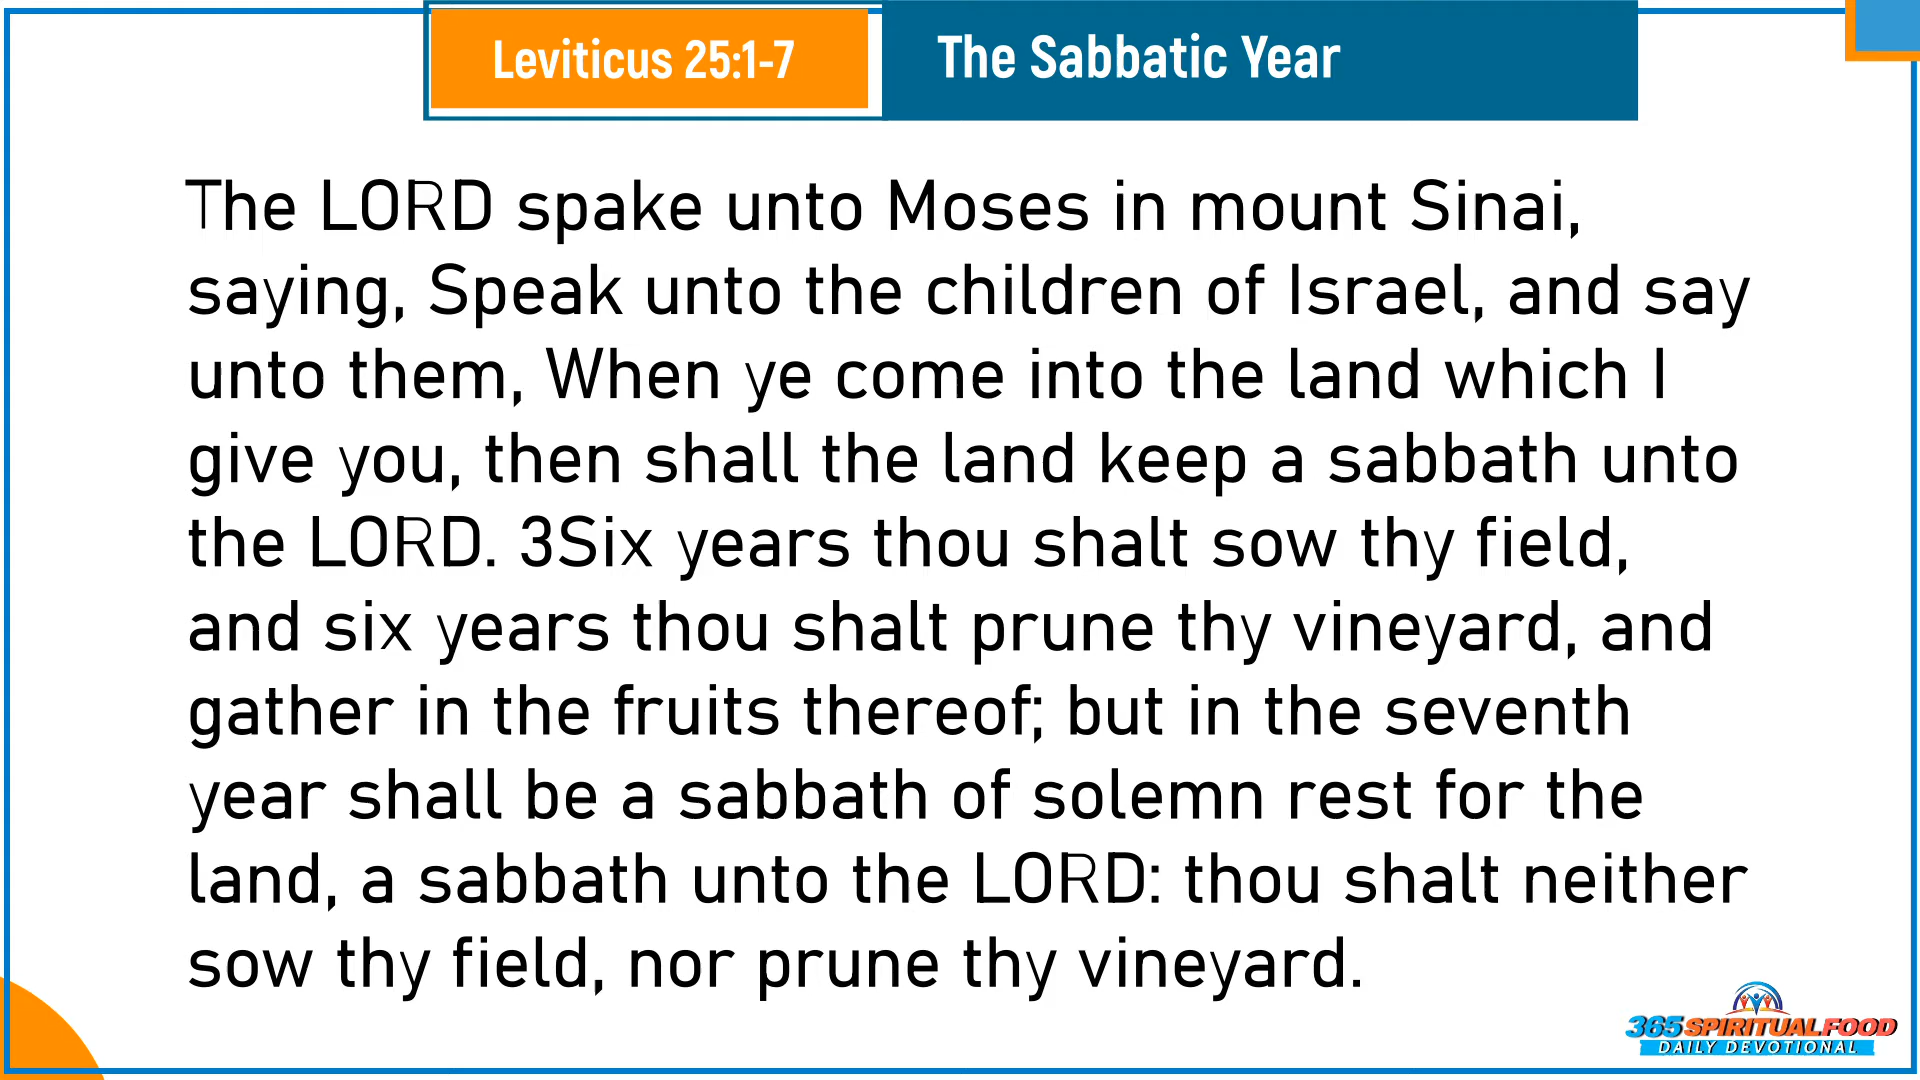 Leviticus 25:1-7
The Sabbatic Year
The LORD spake unto Moses in mount Sinai,
saying, Speak unto the children of Israel, and say
unto them, When ye come into the land which I
give you, then shall the land keep a sabbath unto
the LORD. 3Six years thou shalt sow thy field,
and six years thou shalt prune thy vineyard, and
gather in the fruits thereof; but in the seventh
year shall be a sabbath of solemn rest for the
land, a sabbath unto the LORD: thou shalt neither
sow thy field, nor prune thy vineyard.
365SPIRITUALFOOD
DAILY DEVOTIONAL